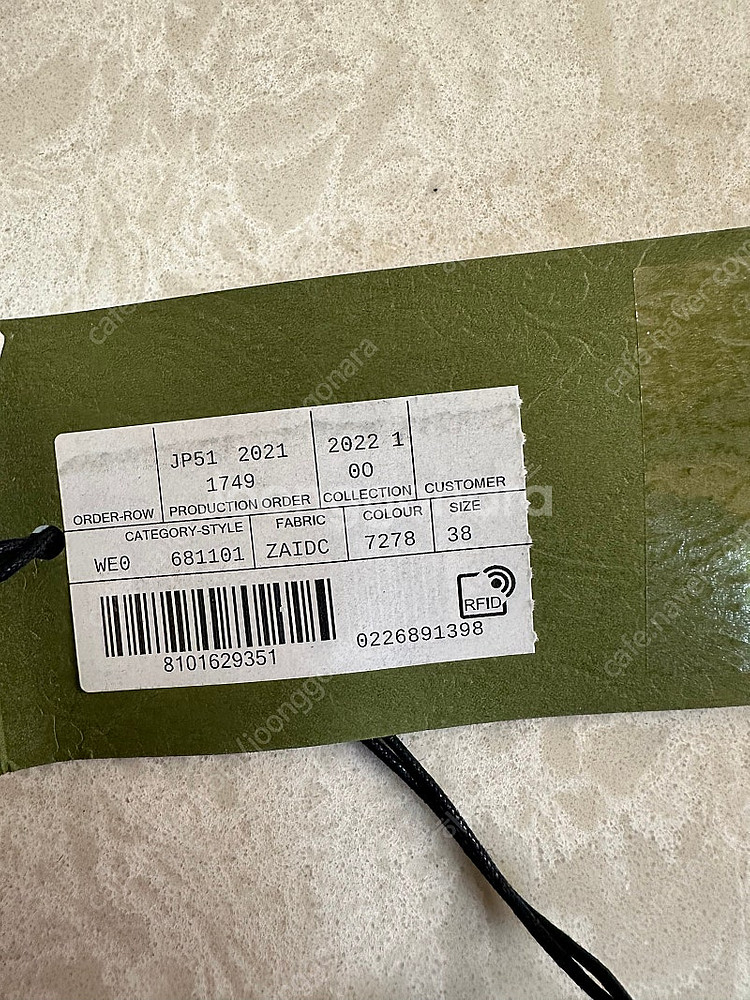 JP51 2021
1749
2022 1
00
ORDER-ROW
PRODUCTION ORDER
COLLECTION
CUSTOMER
CATEGORY-STYLE
FABRIC
COLOUR
SIZE
WE0 681101
ZAIDC
7278
38
RFID
8101629351
0226891398